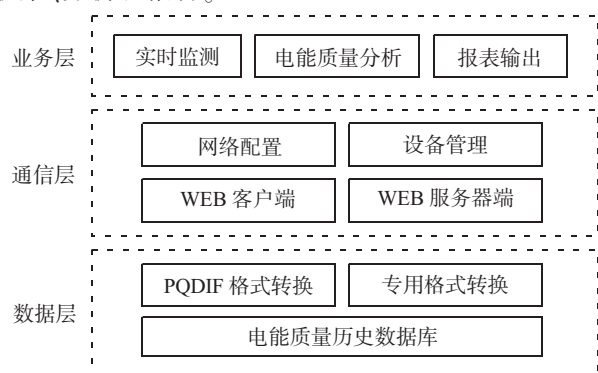 业务层
实时监测 电能质量分析 报表输出
通信层
网络配置 设备管理
WEB 客户端 WEB 服务器端
数据层
PQDIF 格式转换 专用格式转换
电能质量历史数据库